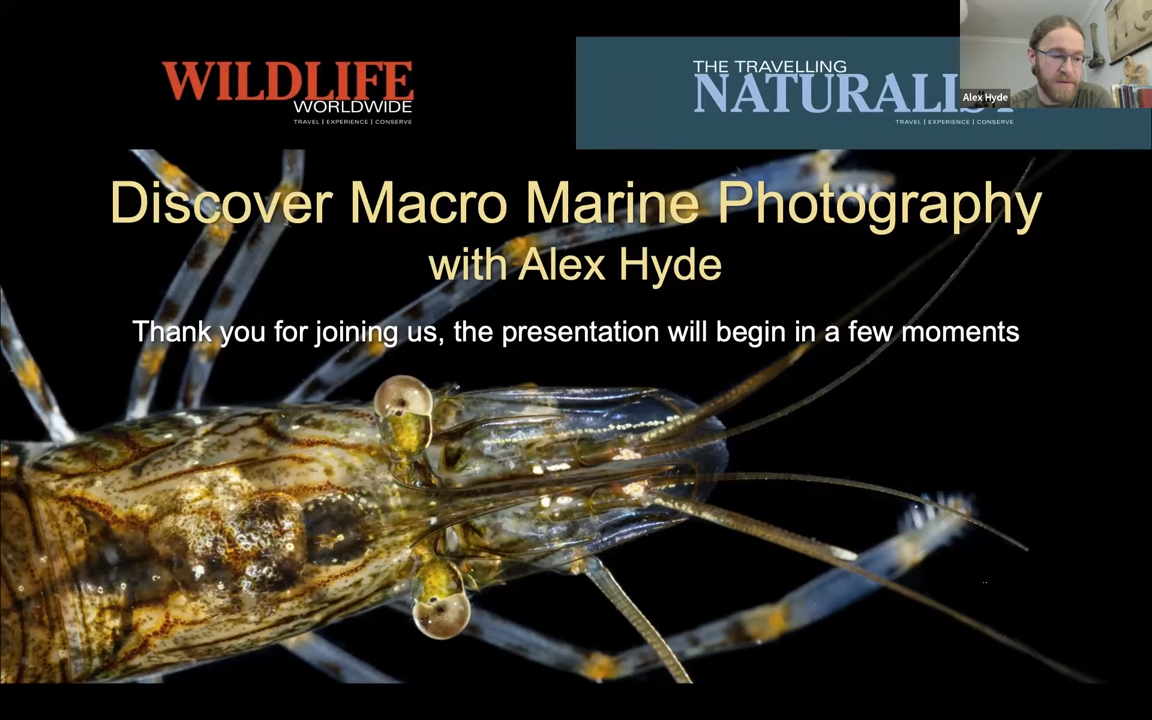 WILDLIFE
WORLDWIDE
TRAVEL | EXPERIENCE | CONSERVE
THE TRAVELLING
NATURALIST
TRAVEL | EXPERIENCE | CONSERVE
Alex Hyde
Discover Macro Marine Photography
with Alex Hyde
Thank you for joining us, the presentation will begin in a few moments